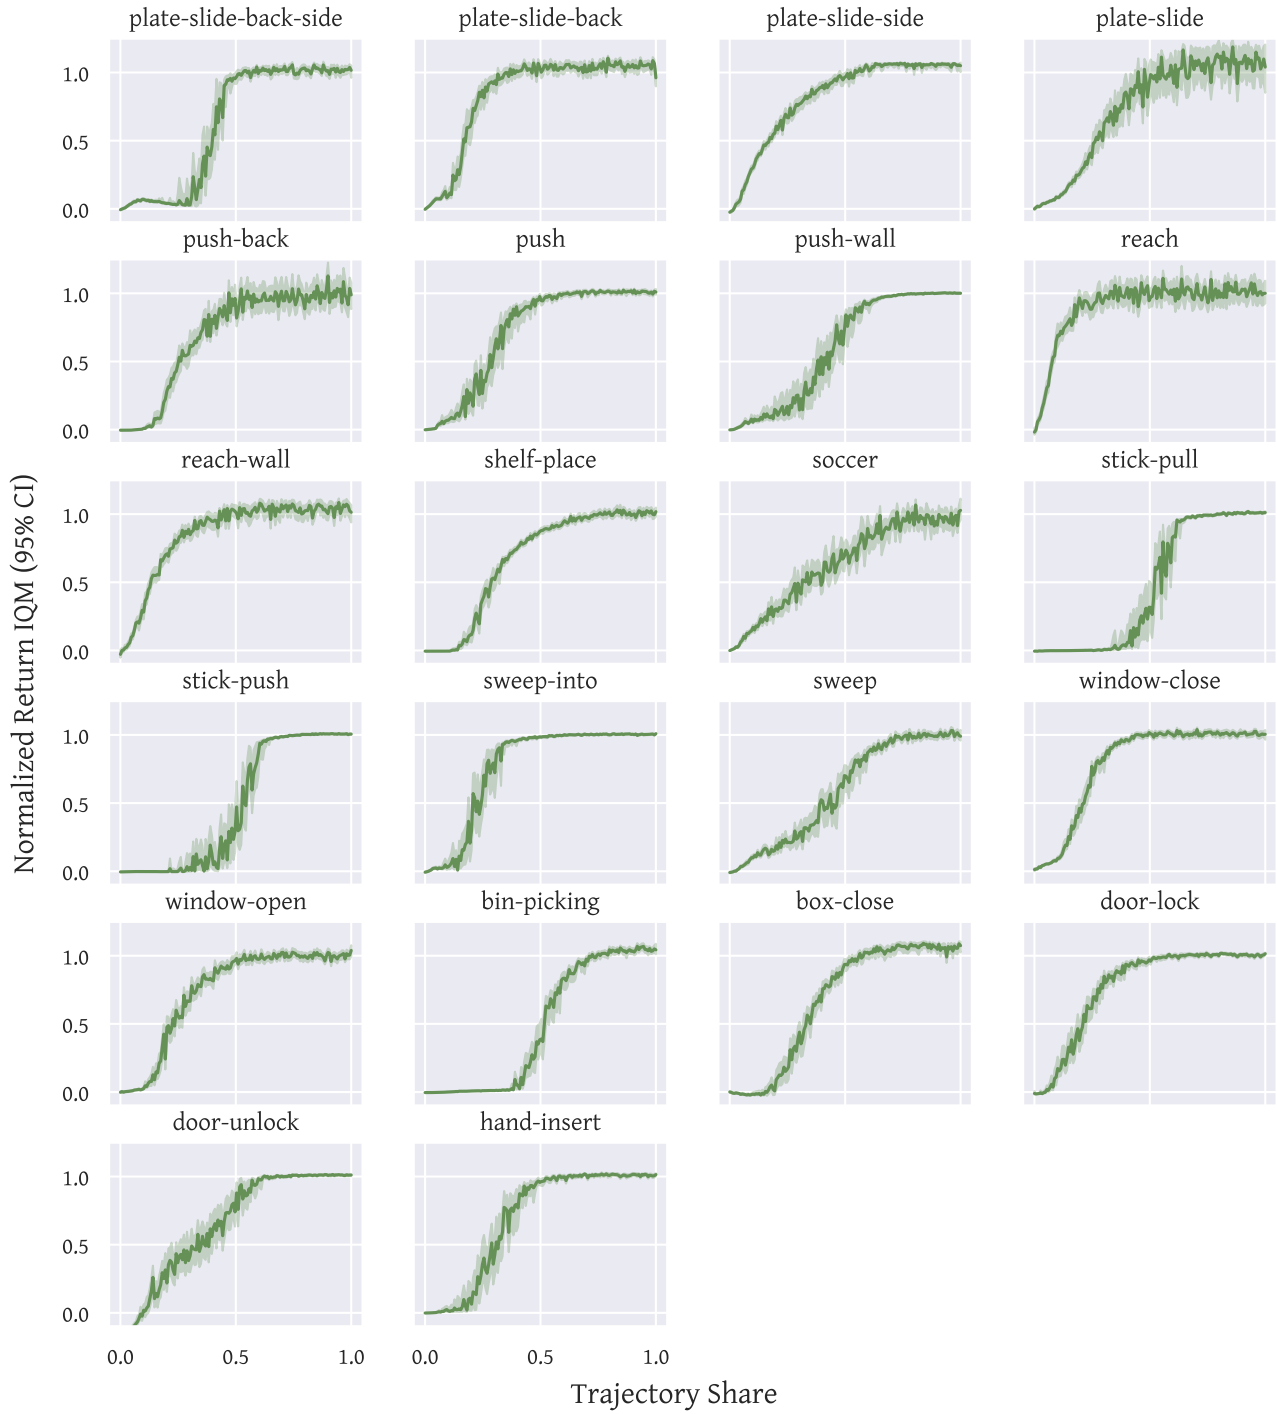 plate-slide-back-side plate-slide-back plate-slide-side plate-slide
1.0
0.5
0.0
push-back push push-wall reach
1.0
0.5
0.0
reach-wall shelf-place soccer stick-pull
1.0
0.5
0.0
stick-push sweep-into sweep window-close
1.0
0.5
0.0
window-open bin-picking box-close door-lock
1.0
0.5
0.0
door-unlock hand-insert
1.0
0.5
0.0
0.0 0.5 1.0 0.0 0.5 1.0
Trajectory Share
Normalized Return IQM (95% CI)